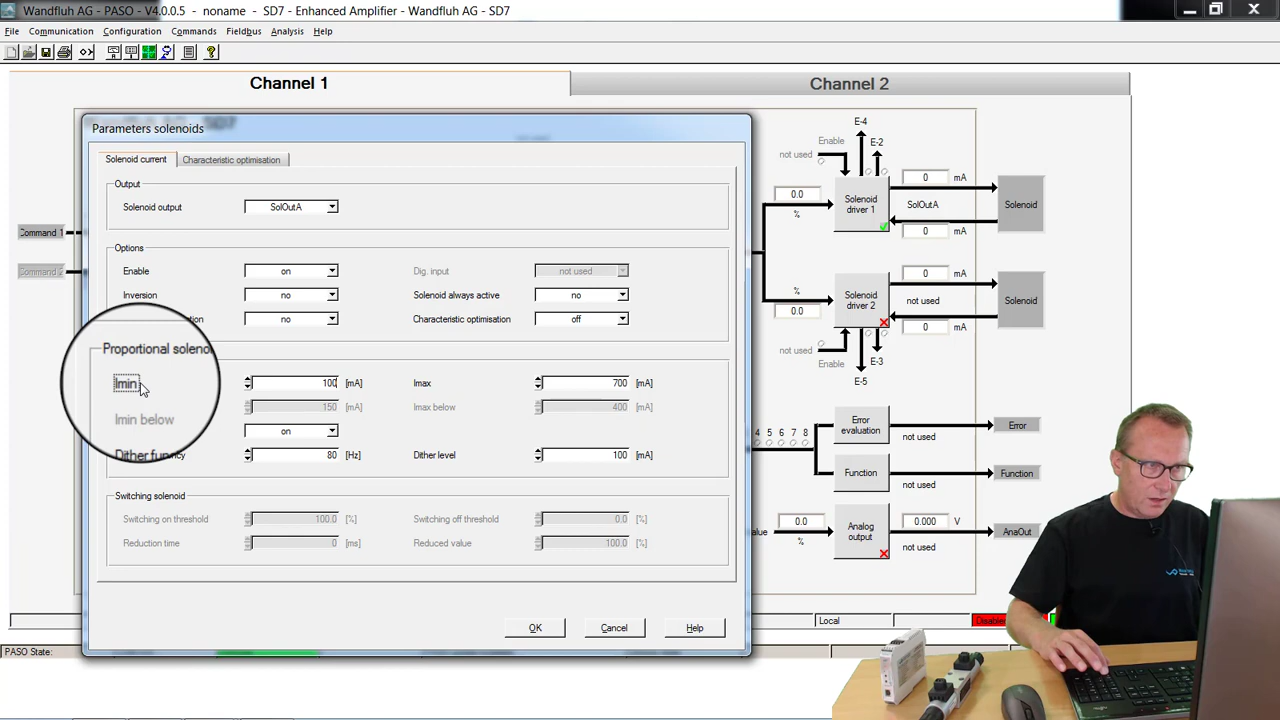 Wandfluh AG - PASO - V4.0.0.5 - noname - SD7 - Enhanced Amplifier - Wandfluh AG - SD7
File Communication Configuration Commands FieldBus Analysis Help
Channel 1 Channel 2
Parameters solenoids
Solenoid current Characteristic optimisation
Output
Solenoid output SolOutA
Options
Enable on Dig. input not used
Inversion no Solenoid always active no
no Characteristic optimisation off
Proportional soleno
Imin 100 [mA] Imax 700 [mA]
Imin below 150 [mA] Imax below 400 [mA]
on
Dither 80 [Hz] Dither level 100 [mA]
Switching solenoid
Switching on threshold 100.0 [%] Switching off threshold 0.0 [%]
Reduction time 0 [ms] Reduced value 100.0 [%]
OK Cancel Help
Command 1
Command 2
E-4
Enable E-2
not used
0.0 Solenoid driver 1 0 mA
% SolOutA Solenoid
0 mA
% Solenoid driver 2 0 mA
0.0 not used Solenoid
0 mA
not used
Enable E-3
E-5
4 5 6 7 8 Error evaluation not used Error
Function not used Function
alue 0.0 % Analog output 0.000 V AnaOut
not used
Local Disable
PASO State: